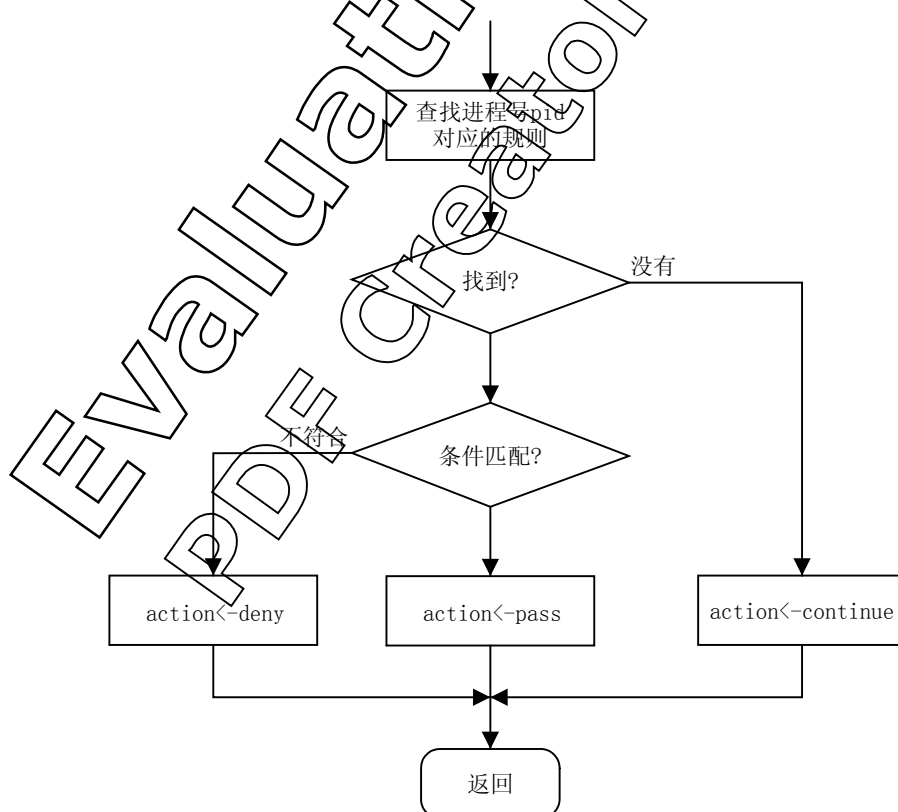 Evaluati
PDF Creator
查找进程号pid
对应的规则
找到?
没有
条件匹配?
不符合
action<-deny
action<-pass
action<-continue
返回